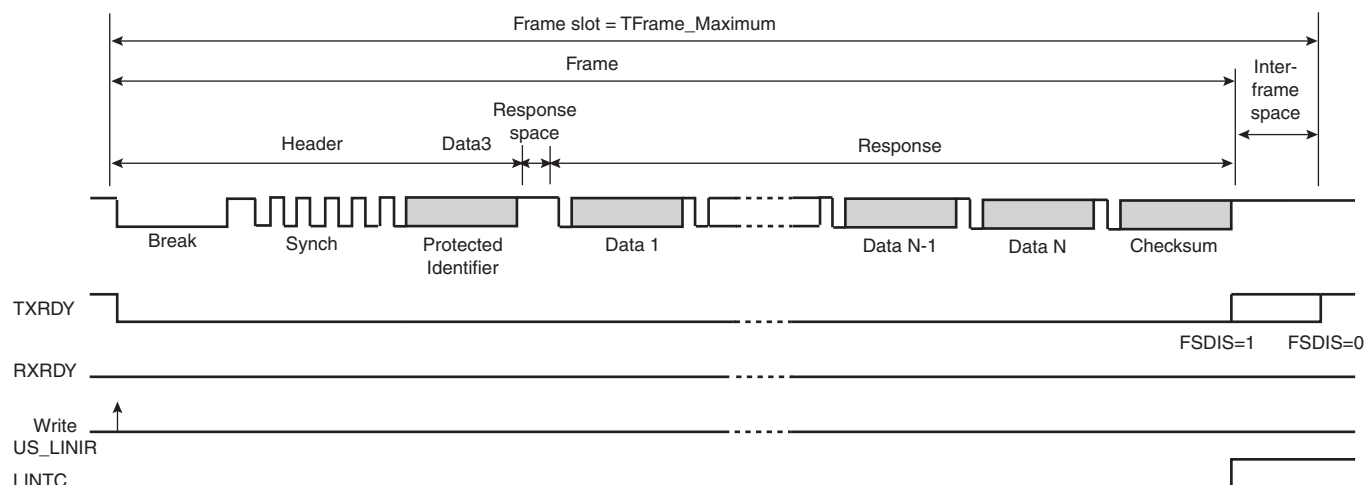 Frame slot = TFrame_Maximum
Frame
Inter-
frame
space
Response
space
Header
Data3
Response
Break
Synch
Protected
Identifier
Data 1
Data N-1
Data N
Checksum
TXRDY
FSDIS=1
FSDIS=0
RXRDY
Write
US_LINIR
LINTC